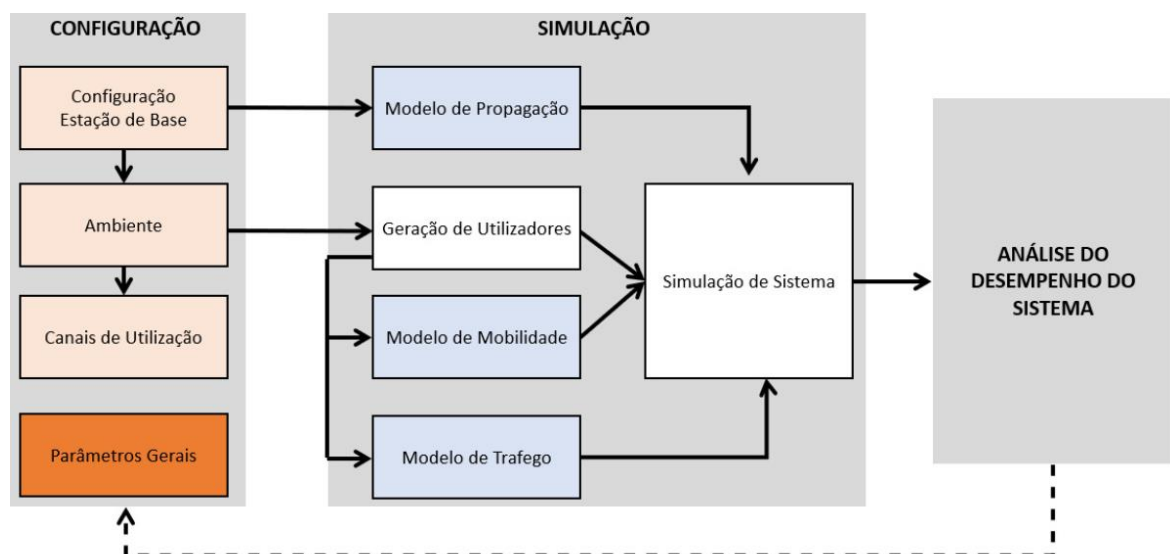 CONFIGURAÇÃO
Configuração
Estação de Base
Ambiente
Canais de Utilização
Parâmetros Gerais
SIMULAÇÃO
Modelo de Propagação
Geração de Utilizadores
Modelo de Mobilidade
Modelo de Trafego
Simulação de Sistema
ANÁLISE DO
DESEMPENHO DO
SISTEMA